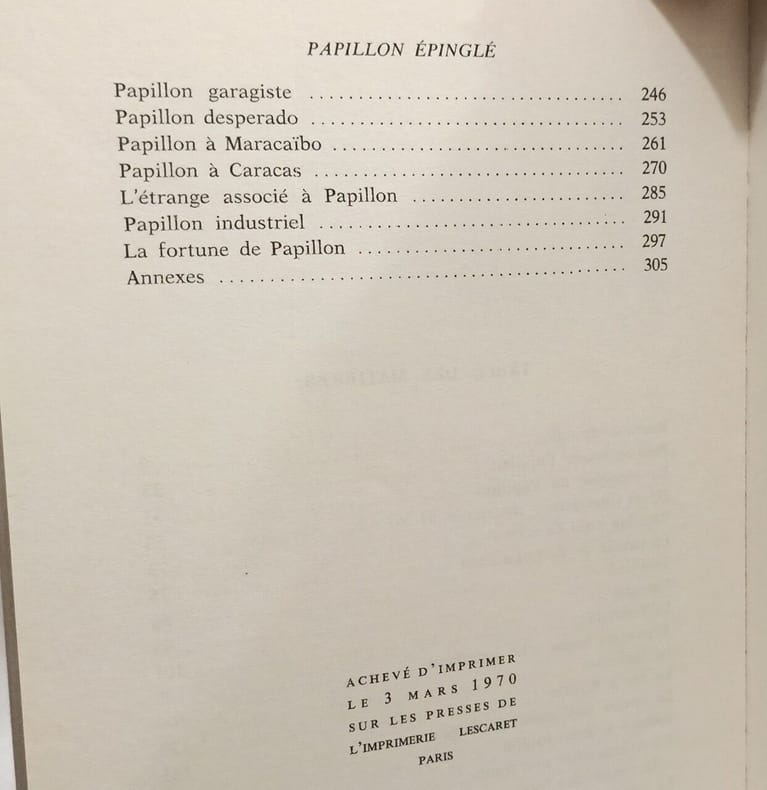 PAPILLON ÉPINGLÉ
Papillon garagiste ................................ 246
Papillon desperado ................................ 253
Papillon à Maracaïbo .............................. 261
Papillon à Caracas ................................ 270
L'étrange associé à Papillon ...................... 285
Papillon industriel ............................... 291
La fortune de Papillon ............................ 297
Annexes ........................................... 305
ACHEVÉ D'IMPRIMER
LE 3 MARS 1970
SUR LES PRESSES DE
L'IMPRIMERIE LESCARET
PARIS